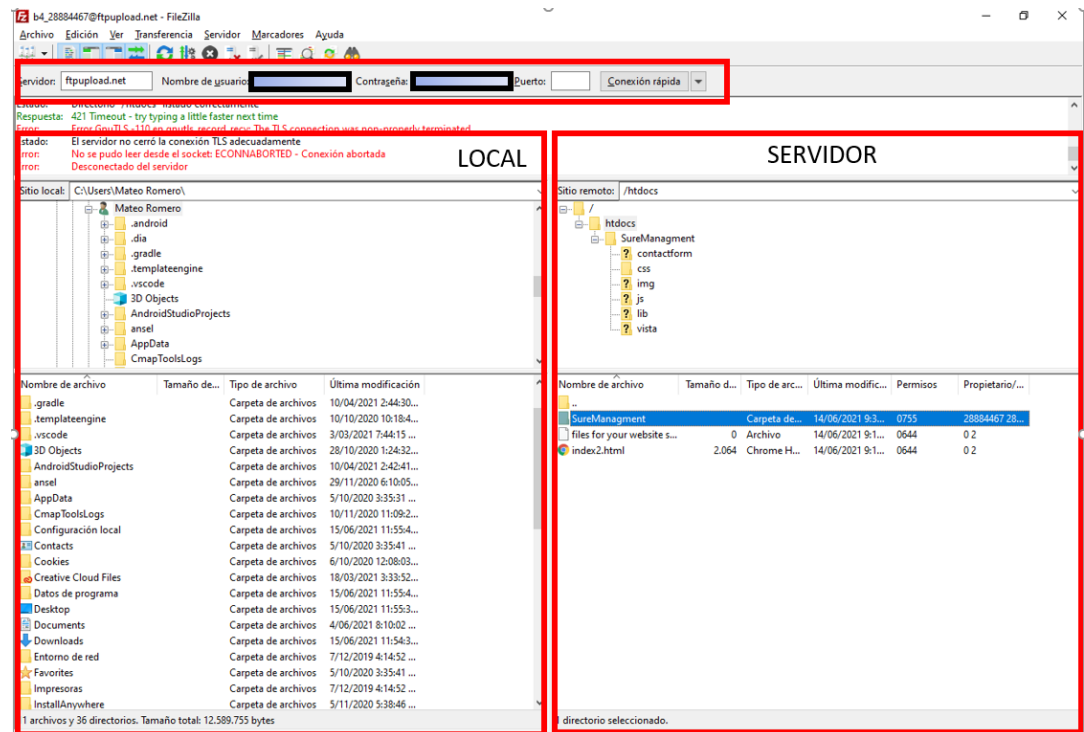 b4_28884467@ftpupload.net - FileZilla
Archivo Edición Ver Transferencia Servidor Marcadores Ayuda
Servidor: ftpupload.net Nombre de usuario: Contraseña: Puerto: Conexión rápida
Estado: Directorio "/htdocs" listado correctamente
Respuesta: 421 Timeout - try typing a little faster next time
Error: Error GnuTLS -110 en gnutls_record_recv: The TLS connection was non-properly terminated.
Estado: El servidor no cerró la conexión TLS adecuadamente
Error: No se pudo leer desde el socket: ECONNABORTED - Conexión abortada
Error: Desconectado del servidor
LOCAL
SERVIDOR
Sitio local: C:\Users\Mateo Romero\
Mateo Romero
.android
.dia
.gradle
.templateengine
.vscode
3D Objects
AndroidStudioProjects
ansel
AppData
CmapToolsLogs
Sitio remoto: /htdocs
/
htdocs
SureManagment
contactform
css
img
js
lib
vista
Nombre de archivo Tamaño de... Tipo de archivo Última modificación
.gradle Carpeta de archivos 10/04/2021 2:44:30...
.templateengine Carpeta de archivos 10/10/2020 10:18:4...
.vscode Carpeta de archivos 3/03/2021 7:44:15 ...
3D Objects Carpeta de archivos 28/10/2020 1:24:32...
AndroidStudioProjects Carpeta de archivos 10/04/2021 2:42:41...
ansel Carpeta de archivos 29/11/2020 6:10:05...
AppData Carpeta de archivos 5/10/2020 3:35:31 ...
CmapToolsLogs Carpeta de archivos 10/11/2020 11:09:2...
Configuración local Carpeta de archivos 15/06/2021 11:55:4...
Contacts Carpeta de archivos 5/10/2020 3:35:41 ...
Cookies Carpeta de archivos 6/10/2020 12:08:03...
Creative Cloud Files Carpeta de archivos 18/03/2021 3:33:52...
Datos de programa Carpeta de archivos 15/06/2021 11:55:4...
Desktop Carpeta de archivos 15/06/2021 11:55:3...
Documents Carpeta de archivos 4/06/2021 8:10:02 ...
Downloads Carpeta de archivos 15/06/2021 11:54:3...
Entorno de red Carpeta de archivos 7/12/2019 4:14:52 ...
Favorites Carpeta de archivos 5/10/2020 3:35:41 ...
Impresoras Carpeta de archivos 7/12/2019 4:14:52 ...
InstallAnywhere Carpeta de archivos 5/11/2020 5:38:46 ...
1 archivos y 36 directorios. Tamaño total: 12.589.755 bytes
Nombre de archivo Tamaño d... Tipo de arc... Última modific... Permisos Propietario/...
..
SureManagment Carpeta de... 14/06/2021 9:3... 0755 28884467 28...
files for your website s... 0 Archivo 14/06/2021 9:1... 0644 0 2
index2.html 2.064 Chrome H... 14/06/2021 9:1... 0644 0 2
1 directorio seleccionado.